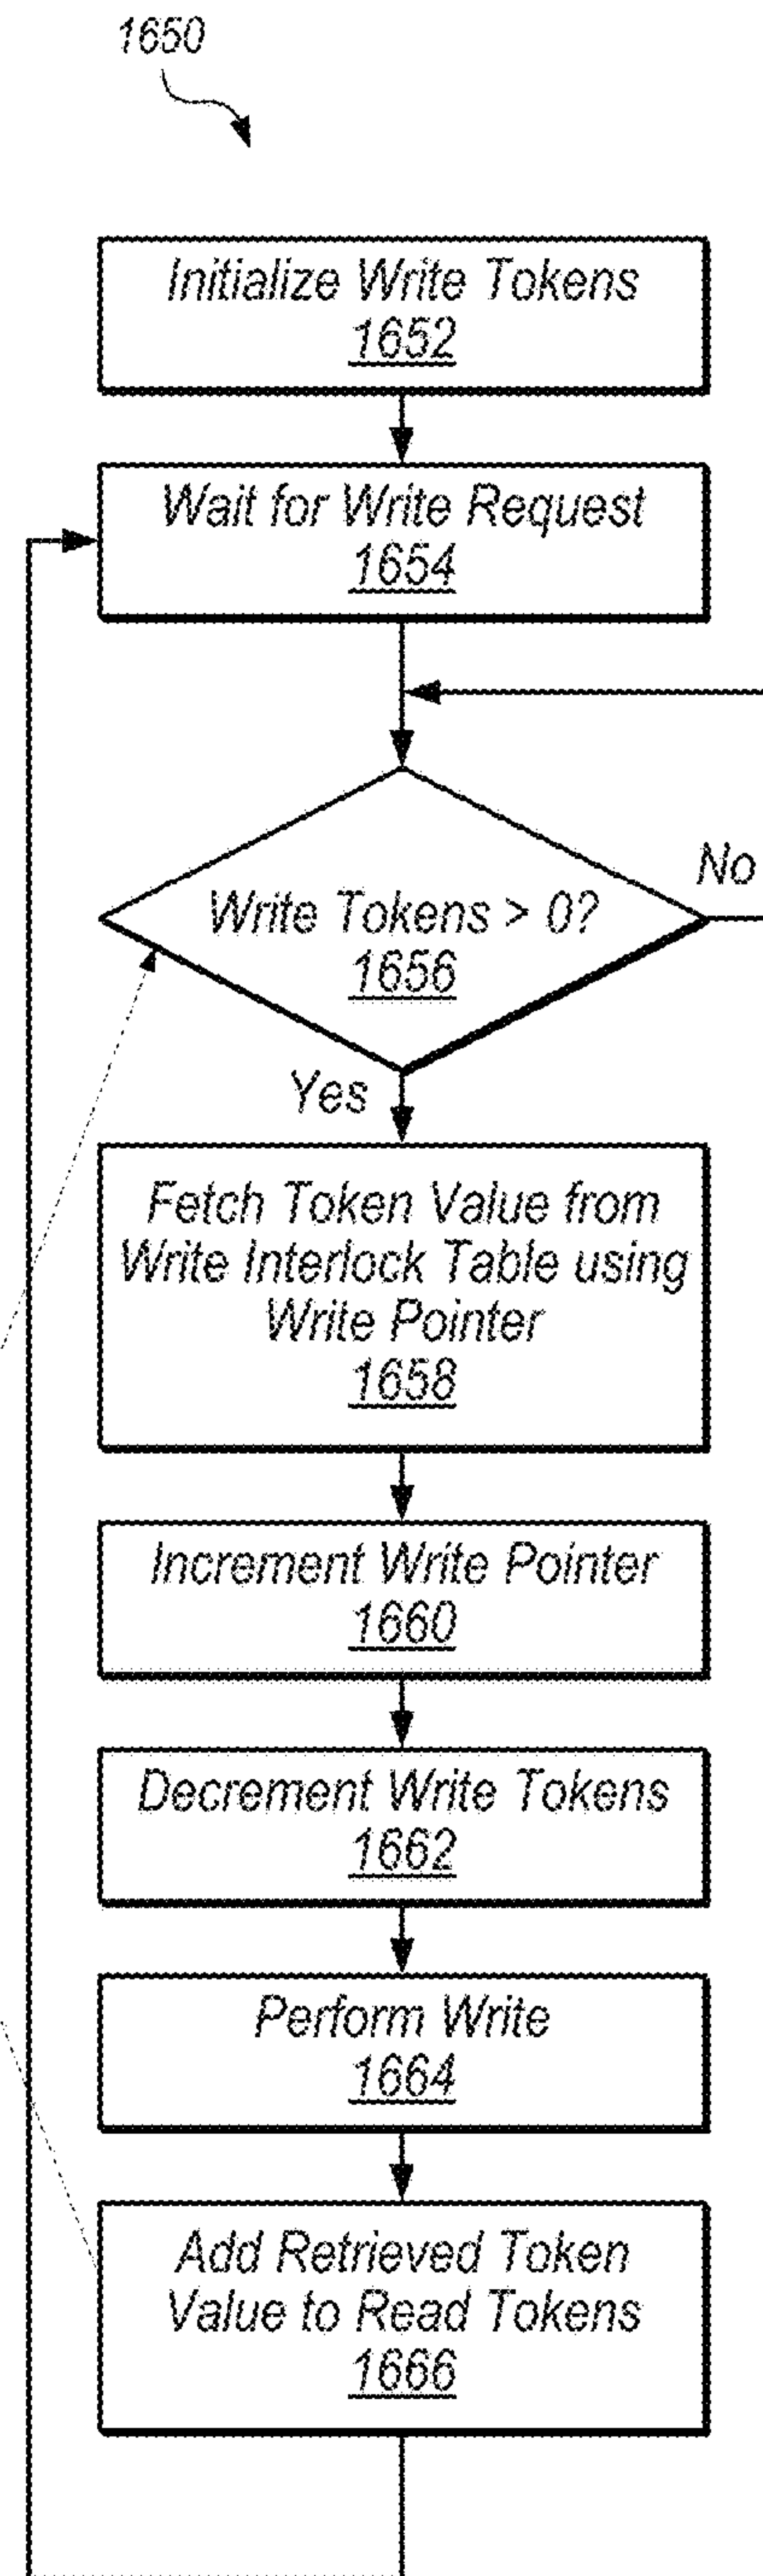 1650
Initialize Write Tokens
1652
Wait for Write Request
1654
Write Tokens > 0?
1656
No
Yes
Fetch Token Value from
Write Interlock Table using
Write Pointer
1658
Increment Write Pointer
1660
Decrement Write Tokens
1662
Perform Write
1664
Add Retrieved Token
Value to Read Tokens
1666